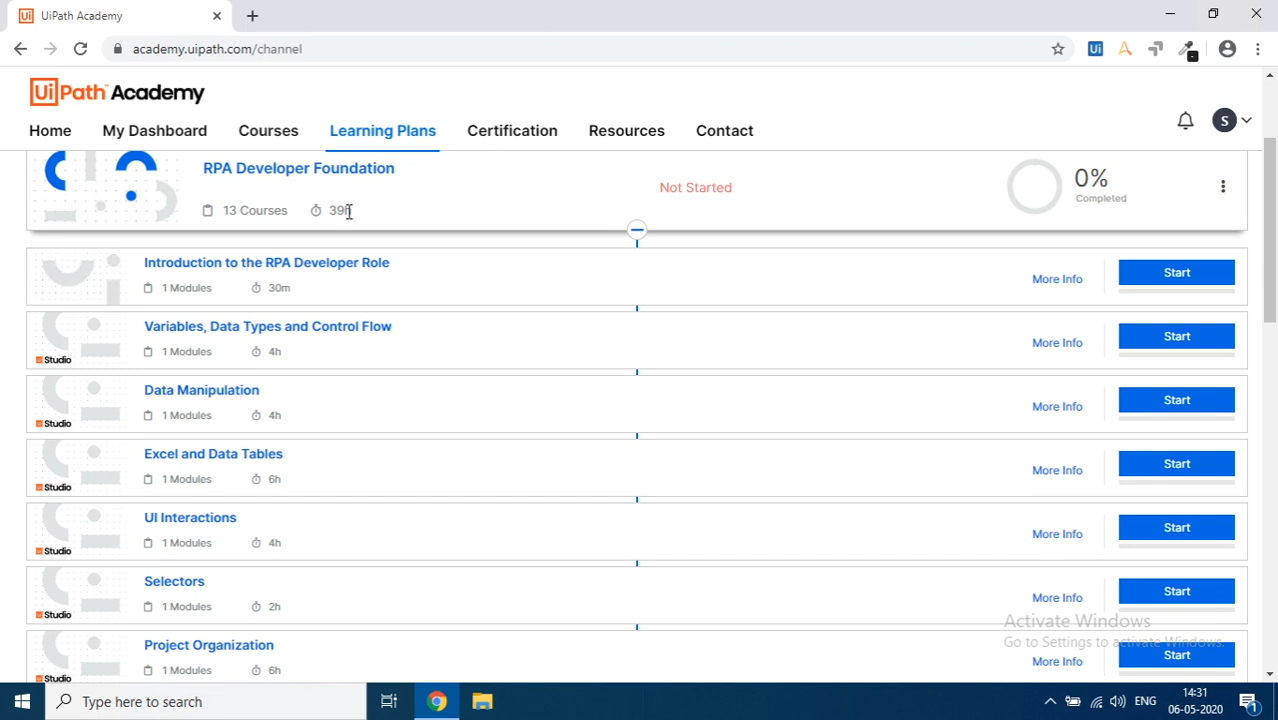 UiPath Academy
academy.uipath.com/channel
UiPath Academy
Home My Dashboard Courses Learning Plans Certification Resources Contact
S
RPA Developer Foundation
Not Started
0%
Completed
13 Courses 39h
Introduction to the RPA Developer Role
1 Modules 30m
More Info
Start
Variables, Data Types and Control Flow
1 Modules 4h
More Info
Start
Studio
Data Manipulation
1 Modules 4h
More Info
Start
Studio
Excel and Data Tables
1 Modules 6h
More Info
Start
Studio
UI Interactions
1 Modules 4h
More Info
Start
Studio
Selectors
1 Modules 2h
More Info
Start
Studio
Activate Windows
Go to Settings to activate Windows.
Project Organization
1 Modules 6h
More Info
Start
Studio
Type here to search
ENG
14:31
06-05-2020
1